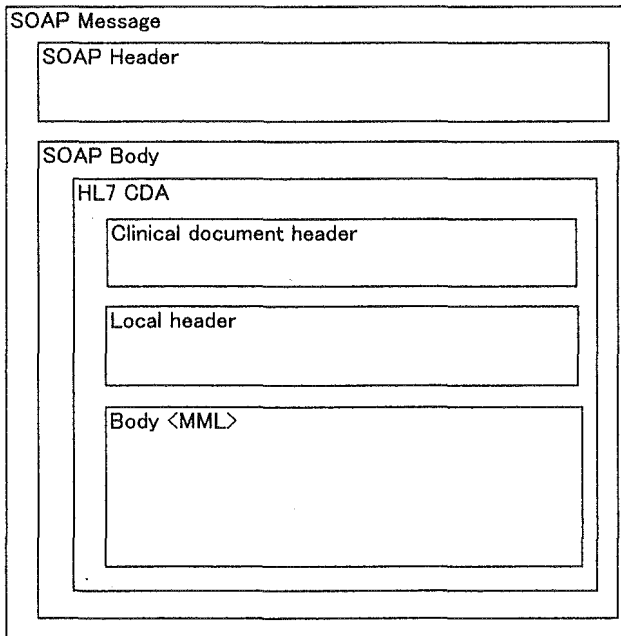 SOAP Message
SOAP Header
SOAP Body
HL7 CDA
Clinical document header
Local header
Body <MML>